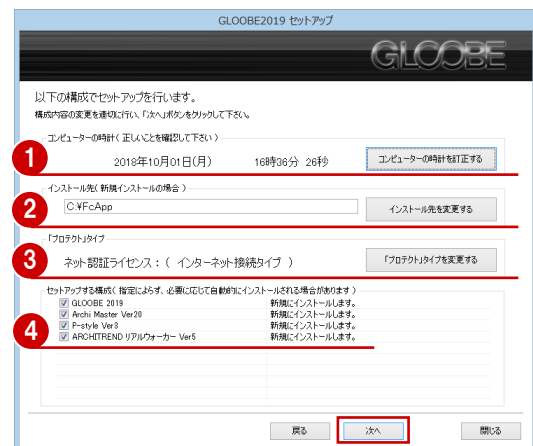 GLOOBE2019 セットアップ
GLOOBE
以下の構成でセットアップを行います。
構成内容の変更を適切に行い、「次へ」ボタンをクリックして下さい。
コンピューターの時計( 正しいことを確認して下さい )
1
2018年10月01日(月) 16時36分 26秒 コンピューターの時計を訂正する
インストール先( 新規インストールの場合 )
2
C:¥FcApp インストール先を変更する
「プロテクト」タイプ
3
ネット認証ライセンス : ( インターネット接続タイプ ) 「プロテクト」タイプを変更する
セットアップする構成( 指定によらず、必要に応じて自動的にインストールされる場合があります )
GLOOBE 2019 新規にインストールします。
Archi Master Ver28 新規にインストールします。
4
P-style Ver3 新規にインストールします。
ARCHITREND リアルウォーカー Ver5 新規にインストールします。
戻る 次へ 閉じる